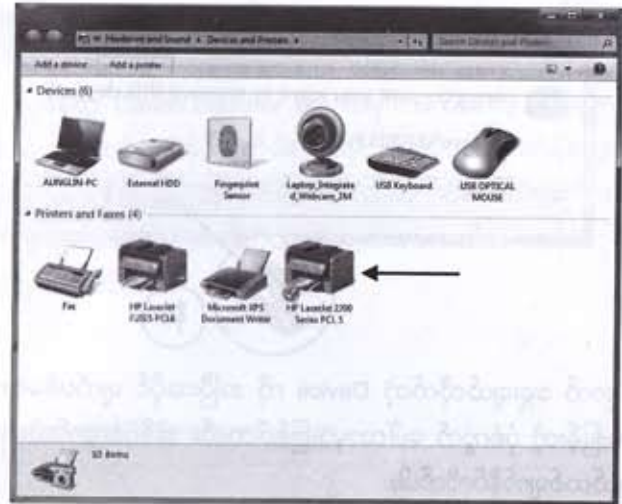 Hardware and Sound ▸ Devices and Printers ▸
Search Devices and Printers
Add a device Add a printer
Devices (6)
AUNGLIN-PC
External HDD
Fingerprint
Sensor
Laptop_Integrate
d_Webcam_2M
USB Keyboard
USB OPTICAL
MOUSE
Printers and Faxes (4)
Fax
HP LaserJet
P2015 PCL6
Microsoft XPS
Document Writer
HP LaserJet 2200
Series PCL 5
10 items